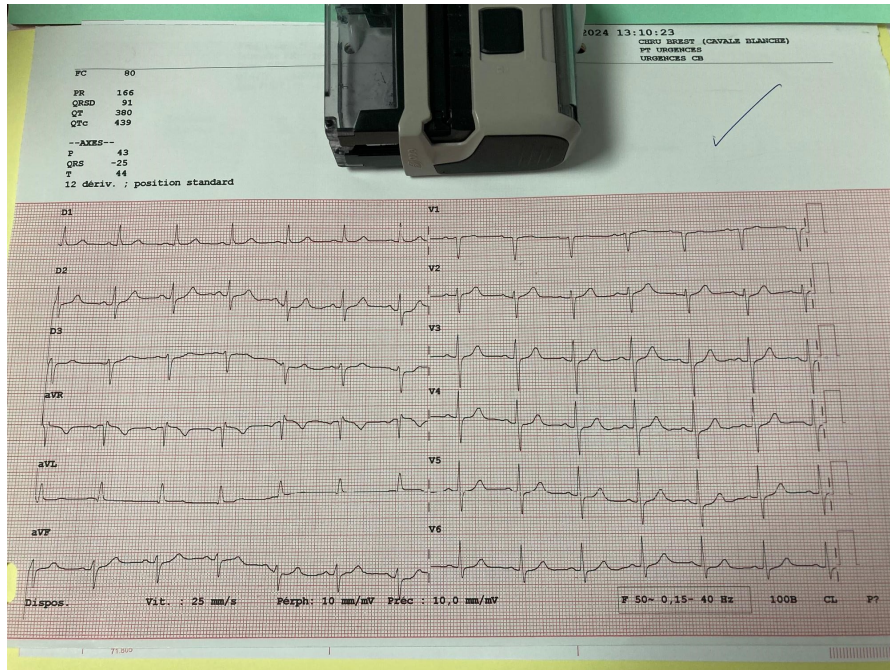 2024 13:10:23
CHRU BREST (CAVALE BLANCHE)
PT URGENCES
URGENCES CB
FC 80
PR 166
QRSD 91
QT 380
QTc 439
--AXES--
P 43
QRS -25
T 44
12 dériv. ; position standard
D1
V1
D2
V2
D3
V3
aVR
V4
aVL
V5
aVF
V6
Dispos. Vit. : 25 mm/s Périph: 10 mm/mV Préc : 10,0 mm/mV F 50~ 0,15- 40 Hz 100B CL P?